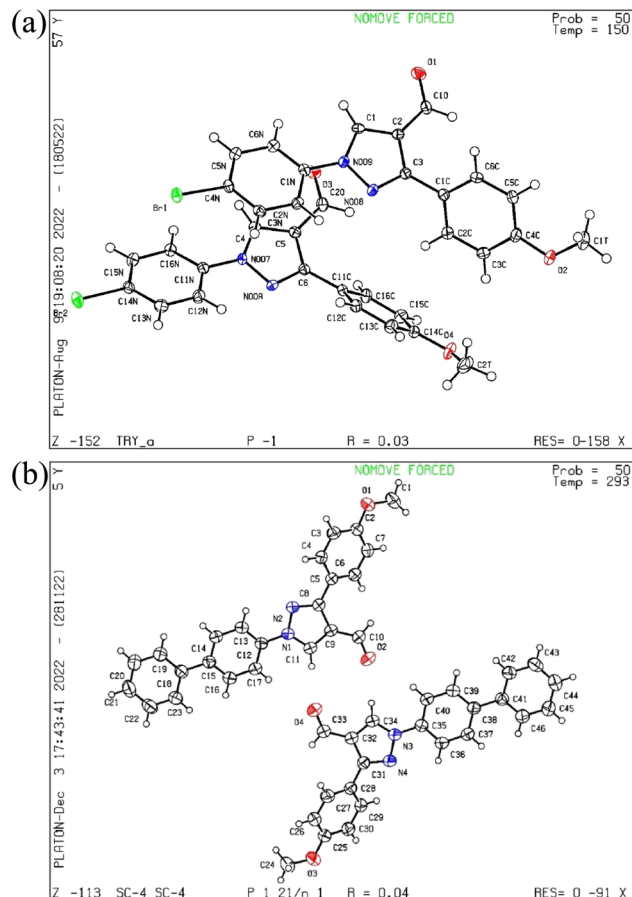 (a)
NOMOVE FORCED
Prob = 50
Temp = 150
57 Y
PLATON-Aug 9 19:08:20 2022 - (180522)
O1
C10
C1
C2
C6N
N009
C3
C6C
C5N
C1N
O3
C20
N008
C1C
C5C
Br1
C4N
C2N
C3N
C4
C5
C2C
C4C
C1T
C16N
N007
C3C
O2
C15N
C11N
N00A
C6
C11C
C16C
Br2
C14N
C12N
C15C
C13N
C12C
C13C
C14C
O4
C2T
Z -152 TRY_a P -1 R = 0.03 RES= 0-158 X
(b)
NOMOVE FORCED
Prob = 50
Temp = 293
5 Y
PLATON-Dec 3 17:43:41 2022 - (281122)
O1
C1
C3
C2
C4
C7
C5
C6
C8
N2
C14
C13
C9
C10
C12
N1
O2
C19
C15
C11
C20
C18
C16
C17
C21
C22
C23
C42
C43
C39
C40
C41
C44
O4
C33
C34
C38
C45
C32
C35
N3
C37
C46
C36
C31
N4
C28
C27
C29
C26
C30
C25
C24
O3
Z -113 SC-4 SC-4 P 1 21/n 1 R = 0.04 RES= 0 -91 X